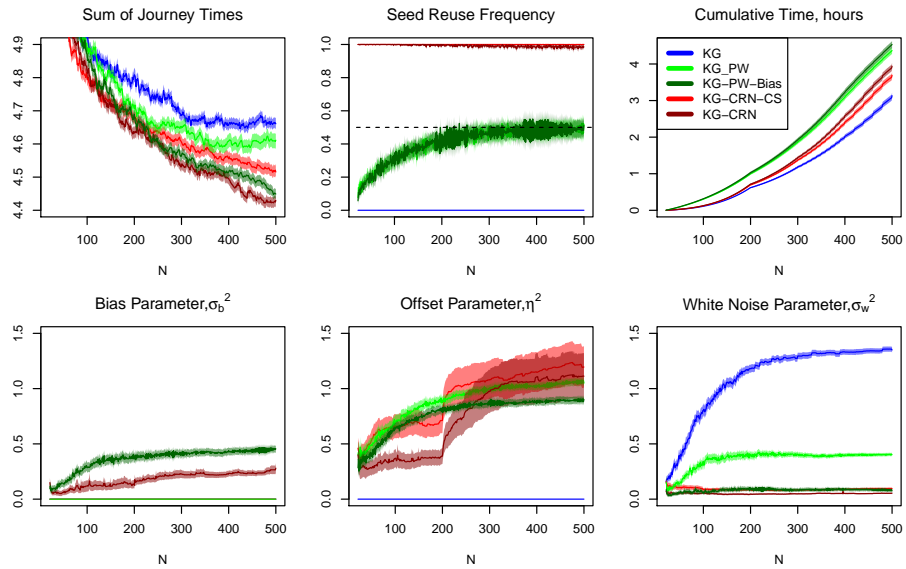 Sum of Journey Times
4.9
4.8
4.7
4.6
4.5
4.4
100 200 300 400 500
N
Seed Reuse Frequency
1.0
0.8
0.6
0.4
0.2
0.0
100 200 300 400 500
N
Cumulative Time, hours
4
3
2
1
0
KG
KG_PW
KG−PW−Bias
KG−CRN−CS
KG−CRN
100 200 300 400 500
N
Bias Parameter,σb2
1.5
1.0
0.5
0.0
100 200 300 400 500
N
Offset Parameter,η2
1.5
1.0
0.5
0.0
100 200 300 400 500
N
White Noise Parameter,σw2
1.5
1.0
0.5
0.0
100 200 300 400 500
N